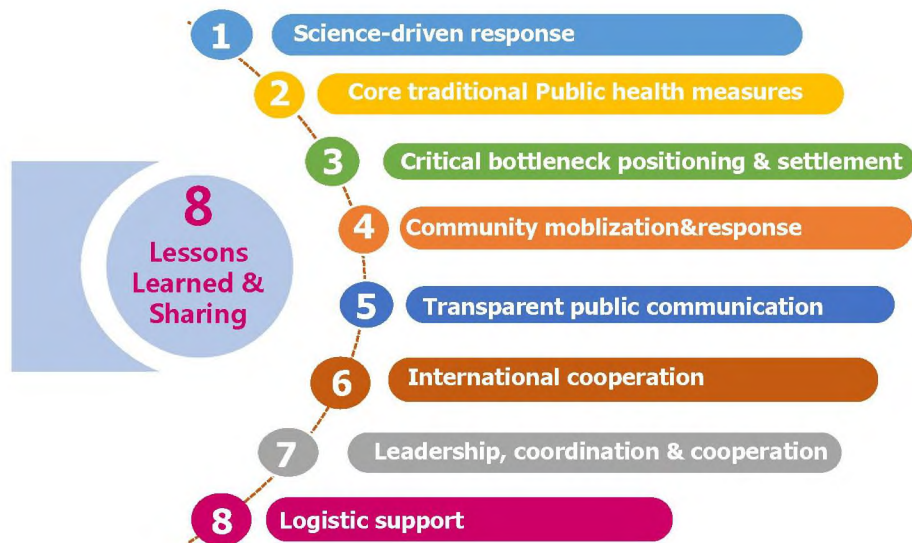 1 Science-driven response
2 Core traditional Public health measures
3 Critical bottleneck positioning & settlement
4 Community moblization&response
5 Transparent public communication
6 International cooperation
7 Leadership, coordination & cooperation
8 Logistic support
8
Lessons
Learned &
Sharing